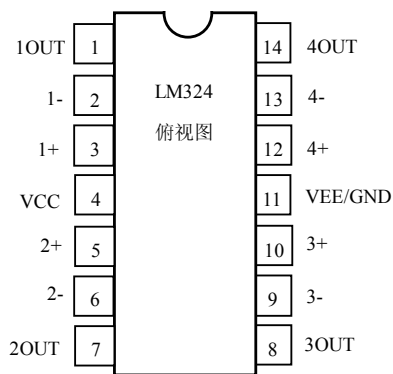 1OUT 1 14 4OUT
1- 2 LM324 13 4-
俯视图
1+ 3 12 4+
VCC 4 11 VEE/GND
2+ 5 10 3+
2- 6 9 3-
2OUT 7 8 3OUT